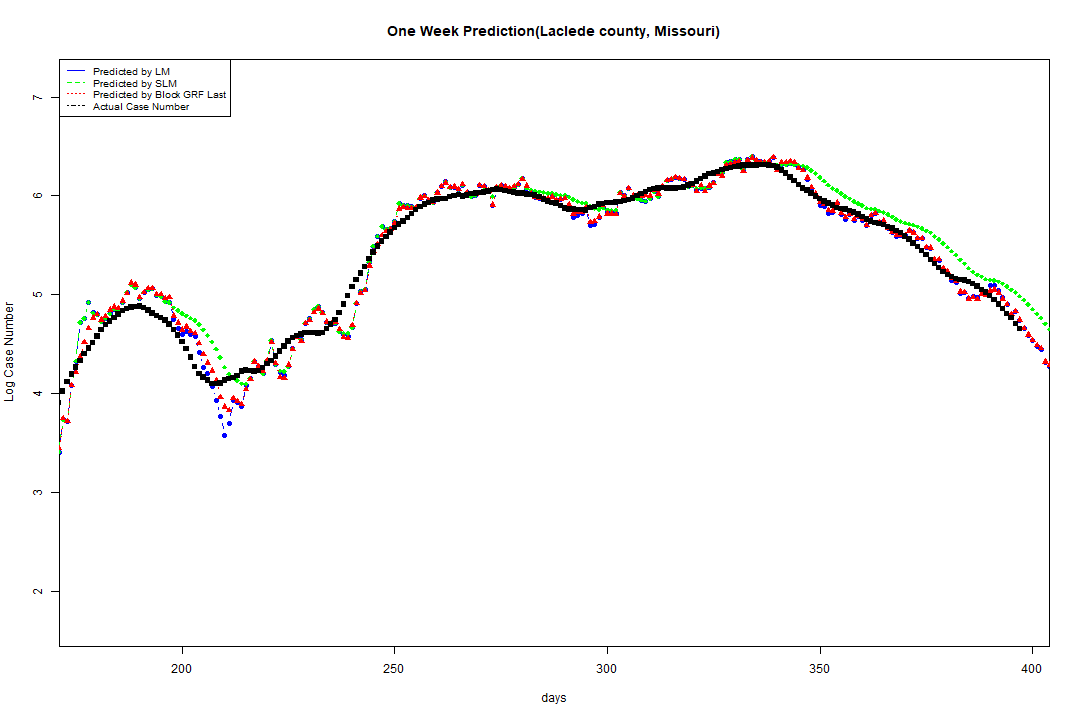 One Week Prediction(Laclede county, Missouri)
Predicted by LM
Predicted by SLM
Predicted by Block GRF Last
Actual Case Number
7
6
5
4
3
2
Log Case Number
200
250
300
350
400
days